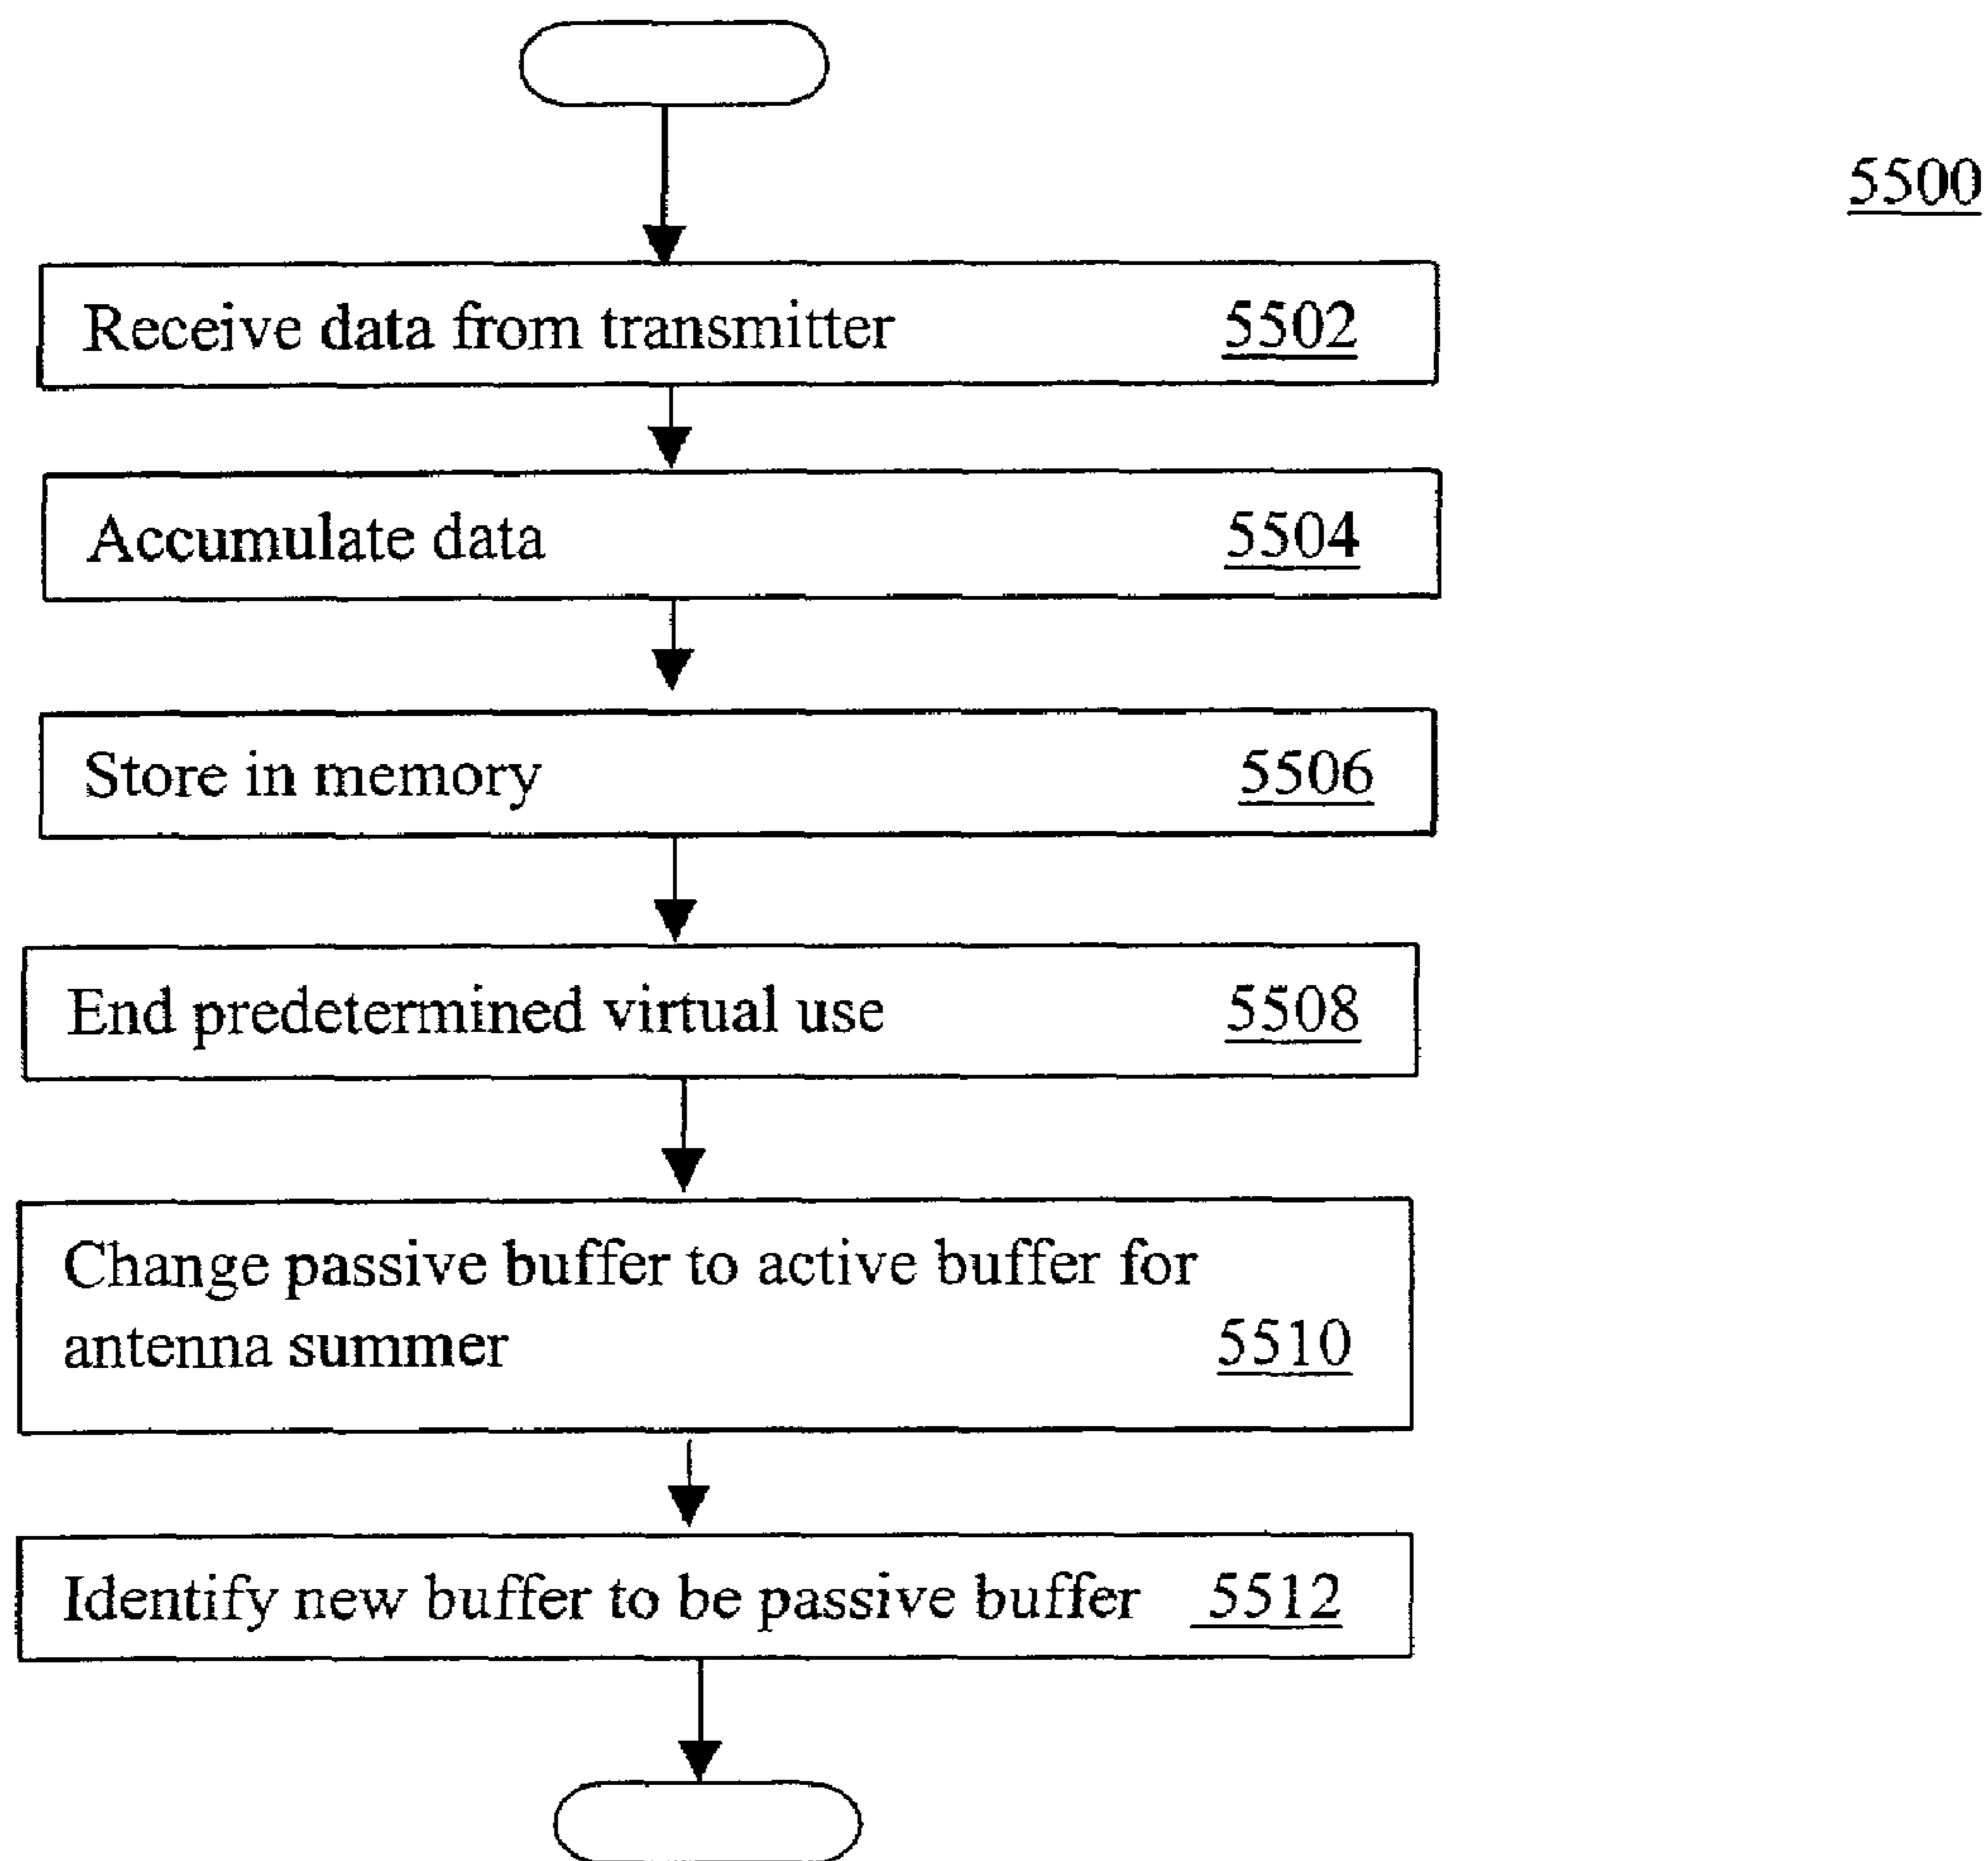 5500
Receive data from transmitter 5502
Accumulate data 5504
Store in memory 5506
End predetermined virtual use 5508
Change passive buffer to active buffer for
antenna summer 5510
Identify new buffer to be passive buffer 5512